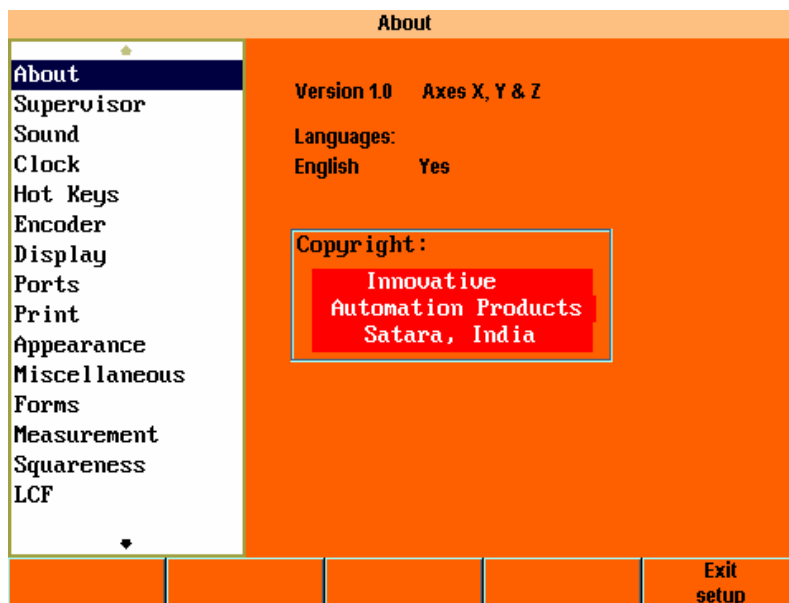 About
About
Supervisor
Sound
Clock
Hot Keys
Encoder
Display
Ports
Print
Appearance
Miscellaneous
Forms
Measurement
Squareness
LCF
Version 1.0 Axes X, Y & Z
Languages:
English Yes
Copyright:
Innovative
Automation Products
Satara, India
Exit
setup